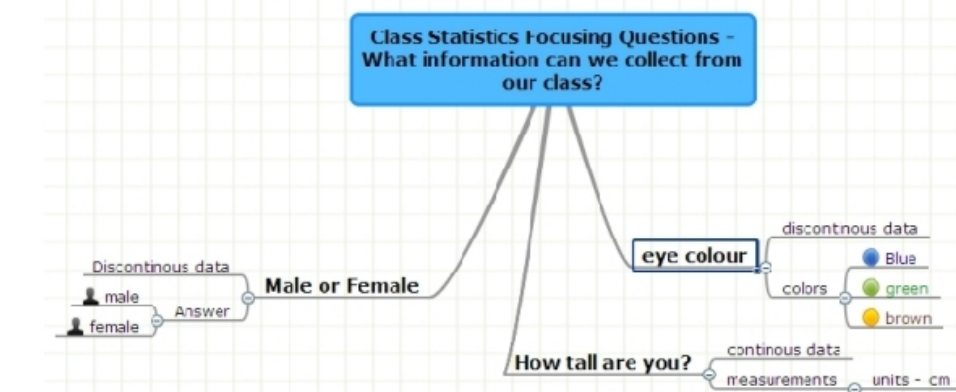 Class Statistics Focusing Questions -
What information can we collect from
our class?
Discontinous data
Male or Female
male
Answer
female
eye colour
discontinous data
colors
Blue
green
brown
How tall are you?
continous data
measurements
units - cm